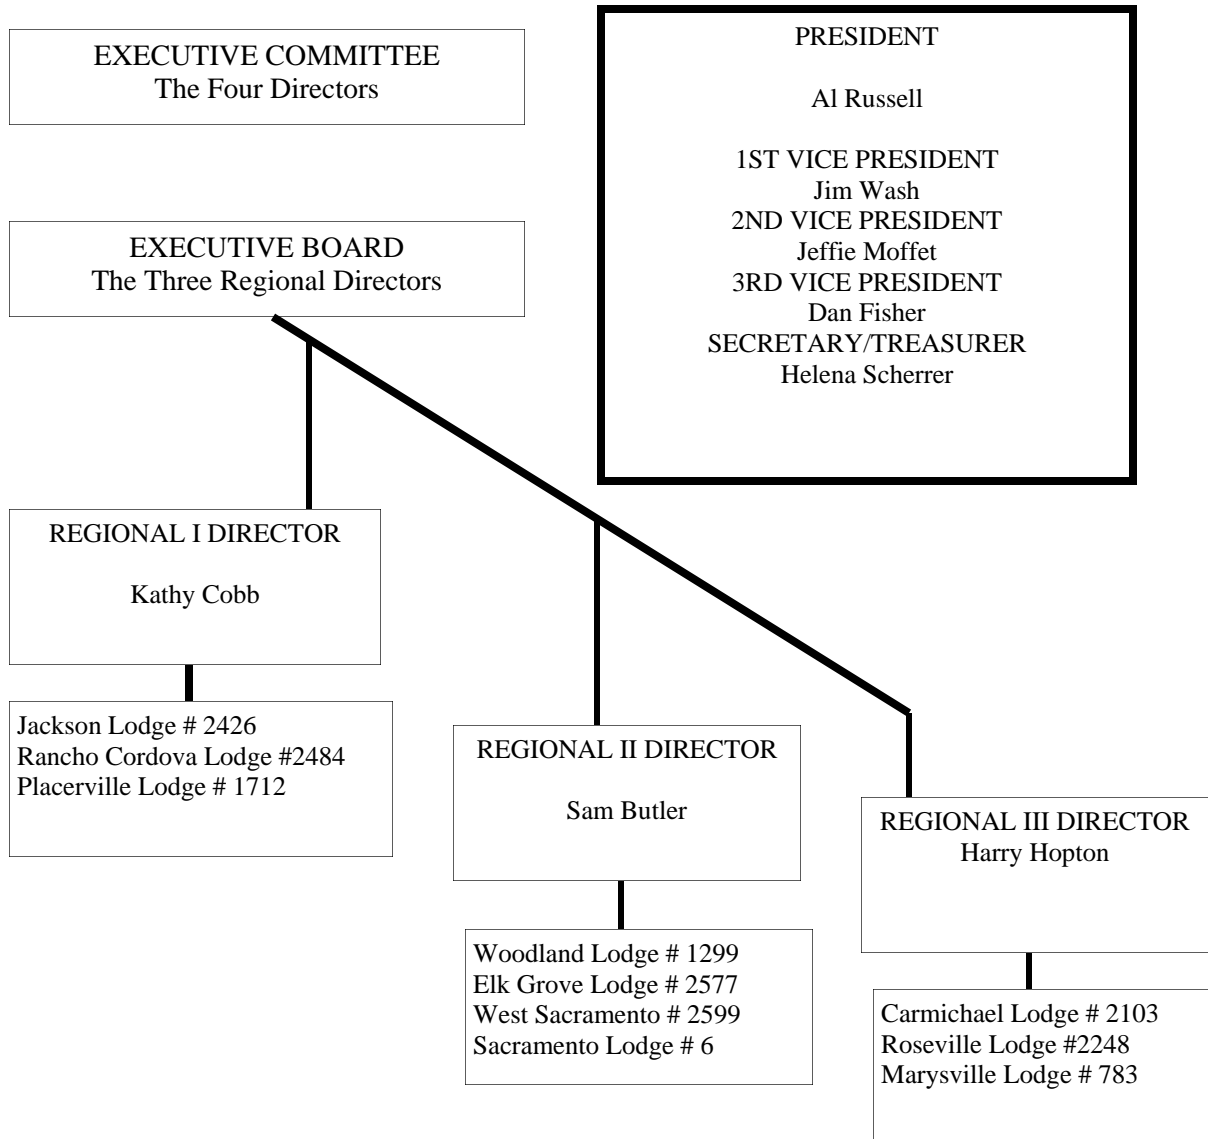 EXECUTIVE COMMITTEE
The Four Directors
PRESIDENT
Al Russell
1ST VICE PRESIDENT
Jim Wash
2ND VICE PRESIDENT
Jeffie Moffet
3RD VICE PRESIDENT
Dan Fisher
SECRETARY/TREASURER
Helena Scherrer
EXECUTIVE BOARD
The Three Regional Directors
REGIONAL I DIRECTOR
Kathy Cobb
Jackson Lodge # 2426
Rancho Cordova Lodge #2484
Placerville Lodge # 1712
REGIONAL II DIRECTOR
Sam Butler
Woodland Lodge # 1299
Elk Grove Lodge # 2577
West Sacramento # 2599
Sacramento Lodge # 6
REGIONAL III DIRECTOR
Harry Hopton
Carmichael Lodge # 2103
Roseville Lodge #2248
Marysville Lodge # 783